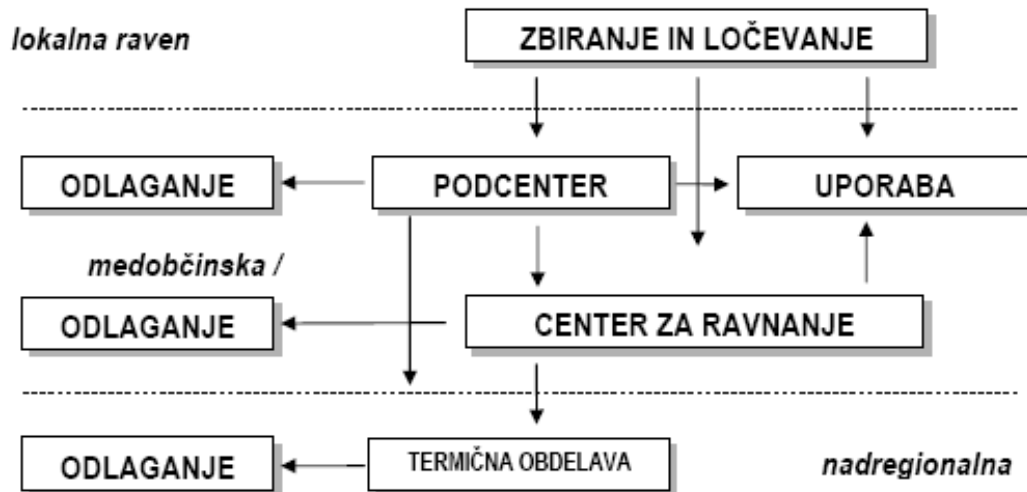 lokalna raven
ZBIRANJE IN LOČEVANJE
ODLAGANJE
PODCENTER
UPORABA
medobčinska /
ODLAGANJE
CENTER ZA RAVNANJE
ODLAGANJE
TERMIČNA OBDELAVA
nadregionalna